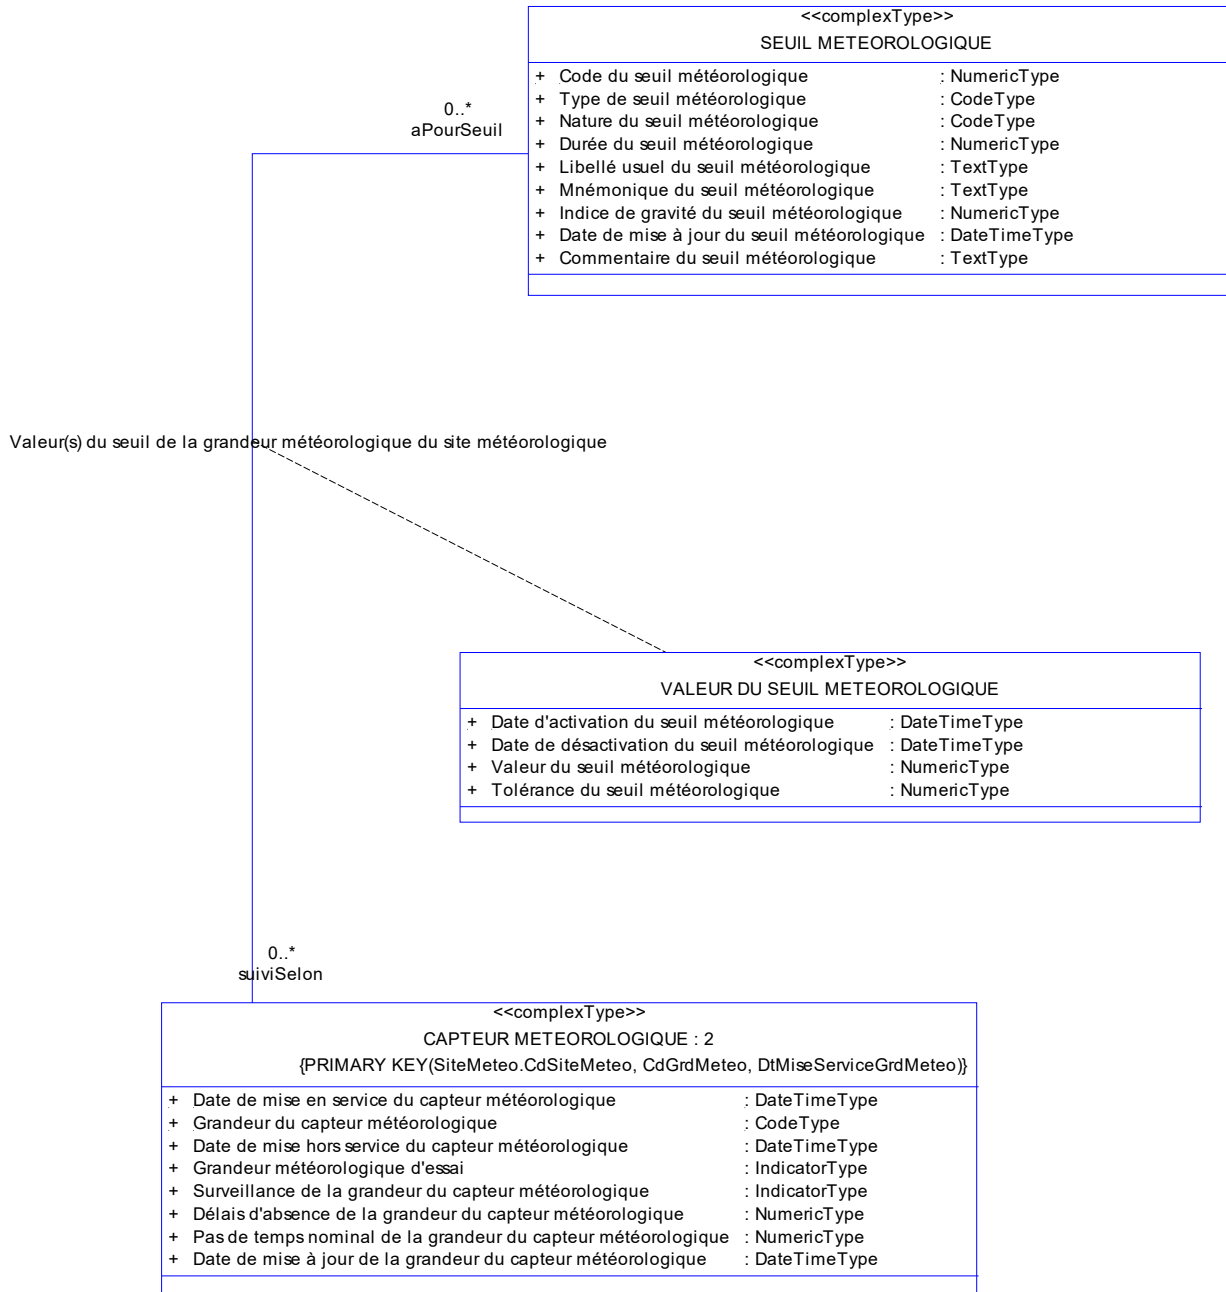 <<complexType>>
SEUIL METEOROLOGIQUE
+ Code du seuil météorologique : NumericType
+ Type de seuil météorologique : CodeType
+ Nature du seuil météorologique : CodeType
+ Durée du seuil météorologique : NumericType
+ Libellé usuel du seuil météorologique : TextType
+ Mnémonique du seuil météorologique : TextType
+ Indice de gravité du seuil météorologique : NumericType
+ Date de mise à jour du seuil météorologique : DateTimeType
+ Commentaire du seuil météorologique : TextType
0..*
aPourSeuil
Valeur(s) du seuil de la grandeur météorologique du site météorologique
<<complexType>>
VALEUR DU SEUIL METEOROLOGIQUE
+ Date d'activation du seuil météorologique : DateTimeType
+ Date de désactivation du seuil météorologique : DateTimeType
+ Valeur du seuil météorologique : NumericType
+ Tolérance du seuil météorologique : NumericType
0..*
suiviSelon
<<complexType>>
CAPTEUR METEOROLOGIQUE : 2
{PRIMARY KEY(SiteMeteo.CdSiteMeteo, CdGrdMeteo, DtMiseServiceGrdMeteo)}
+ Date de mise en service du capteur météorologique : DateTimeType
+ Grandeur du capteur météorologique : CodeType
+ Date de mise hors service du capteur météorologique : DateTimeType
+ Grandeur météorologique d'essai : IndicatorType
+ Surveillance de la grandeur du capteur météorologique : IndicatorType
+ Délais d'absence de la grandeur du capteur météorologique : NumericType
+ Pas de temps nominal de la grandeur du capteur météorologique : NumericType
+ Date de mise à jour de la grandeur du capteur météorologique : DateTimeType